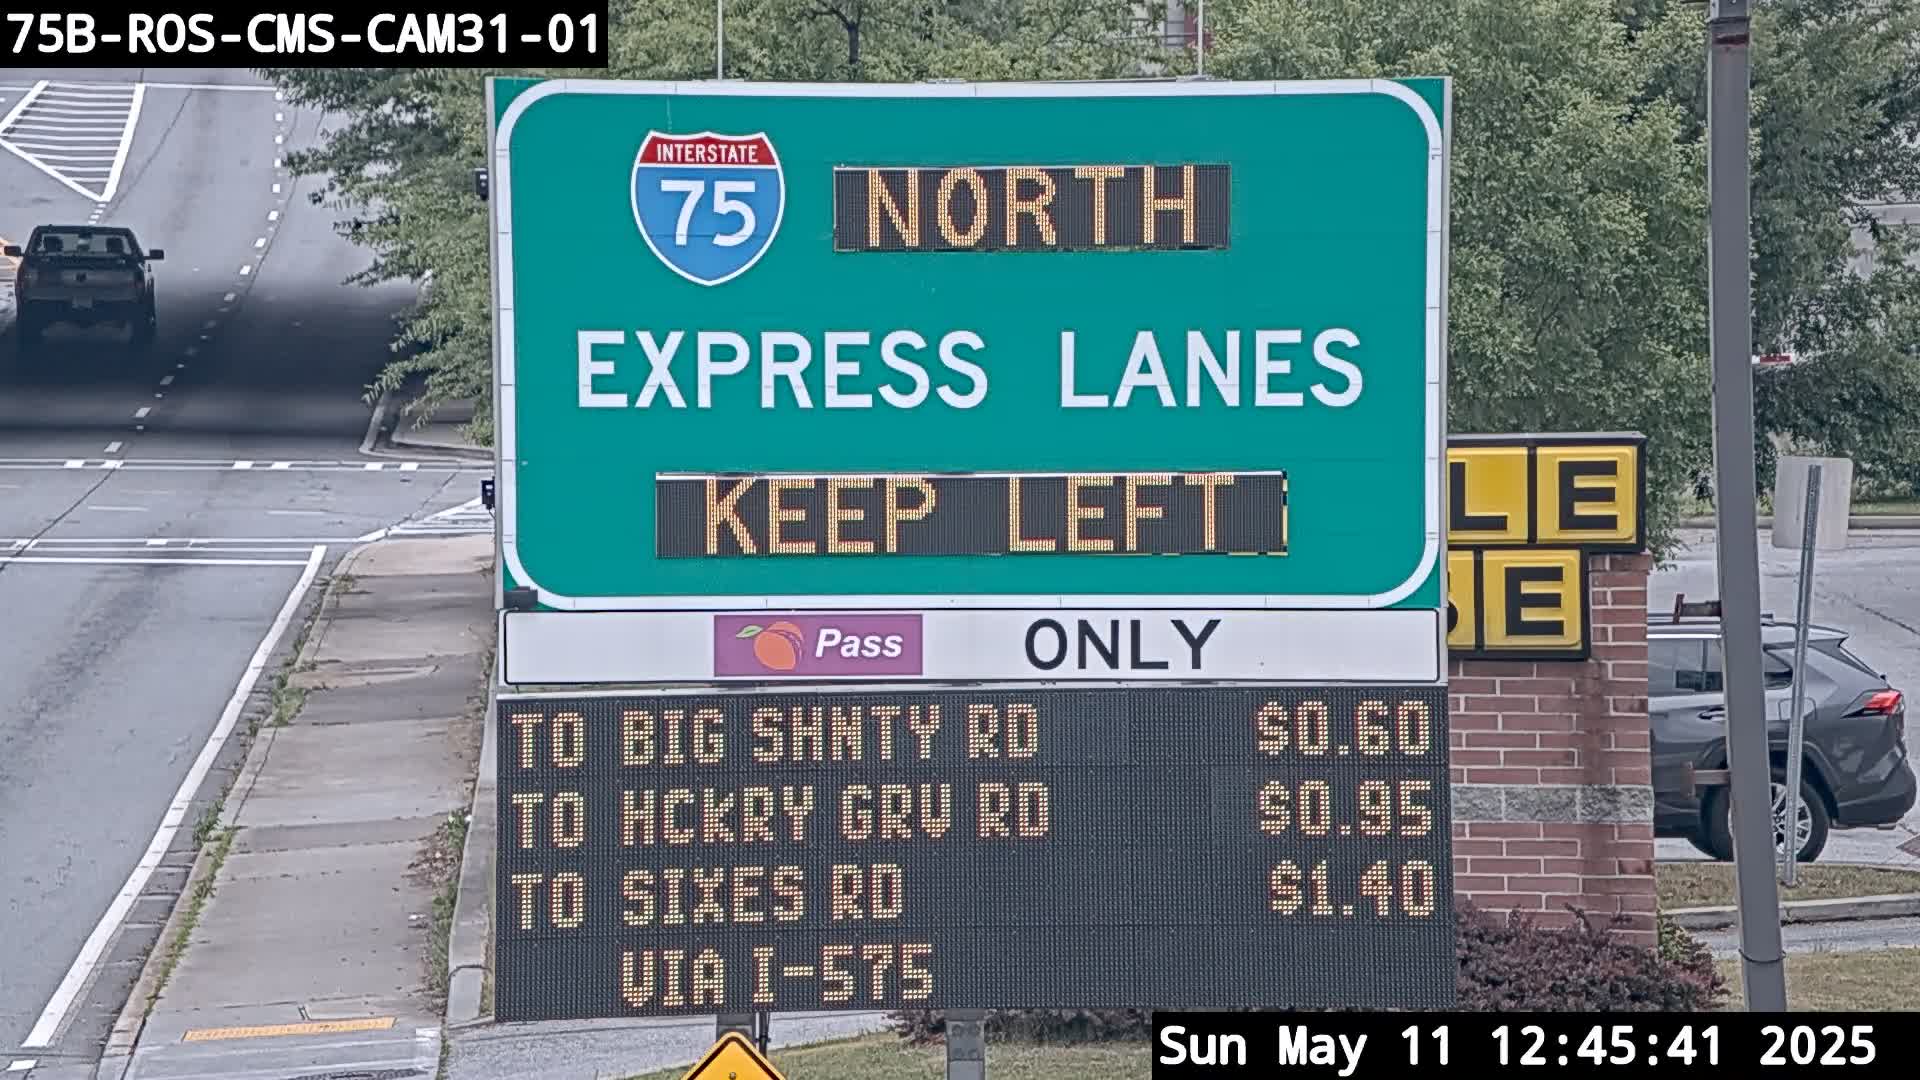 75B-ROS-CMS-CAM31-01
INTERSTATE
75
NORTH
EXPRESS LANES
KEEP LEFT
Pass ONLY
TO BIG SHNTY RD $0.60
TO HCKRY GRV RD $0.95
TO SIXES RD $1.40
VIA I-575
LE
SE
Sun May 11 12:45:41 2025